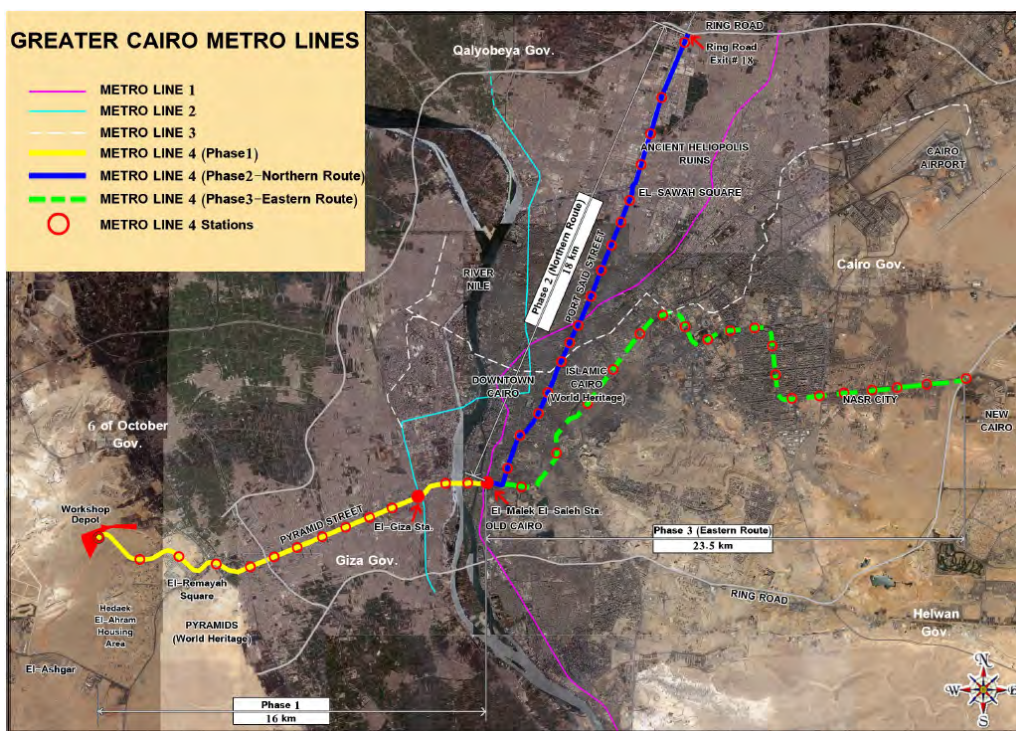 GREATER CAIRO METRO LINES
METRO LINE 1
METRO LINE 2
METRO LINE 3
METRO LINE 4 (Phase1)
METRO LINE 4 (Phase2-Northern Route)
METRO LINE 4 (Phase3-Eastern Route)
METRO LINE 4 Stations
Qalyobeya Gov.
RING ROAD
Ring Road
Exit # 18
ANCIENT HELIOPOLIS
RUINS
CAIRO
AIRPORT
EL-SAWAH SQUARE
Phase 2 (Northern Route)
18 km
PORT SAID STREET
RIVER
NILE
Cairo Gov.
DOWNTOWN
CAIRO
ISLAMIC
CAIRO
(World Heritage)
NASR CITY
NEW
CAIRO
6 of October
Gov.
Workshop
Depot
PYRAMID STREET
El-Giza Sta.
El-Malek El-Saleh Sta.
OLD CAIRO
Phase 3 (Eastern Route)
23.5 km
Giza Gov.
El-Remayah
Square
RING ROAD
Hedaek
El-Ahram
Housing
Area.
PYRAMIDS
(World Heritage)
Helwan
Gov.
El-Ashgar
Phase 1
16 km
N
W
E
S